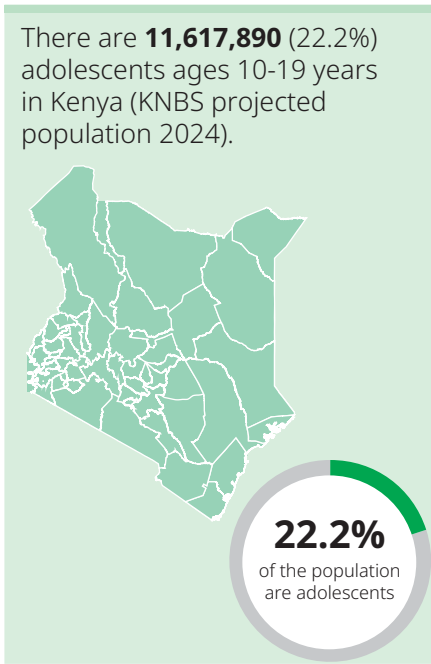 There are 11,617,890 (22.2%)
adolescents ages 10-19 years
in Kenya (KNBS projected
population 2024).
22.2%
of the population
are adolescents